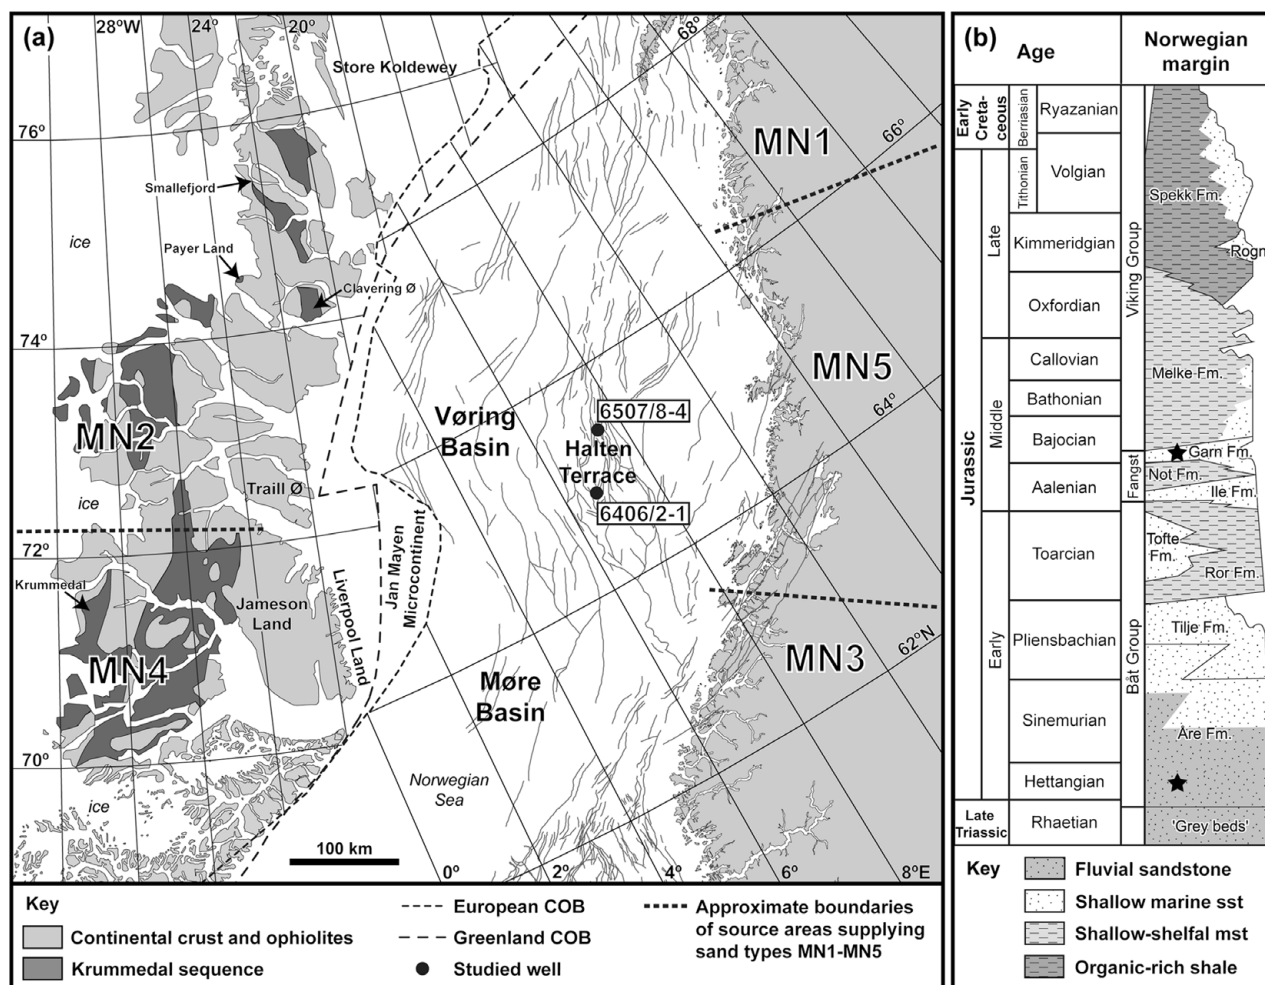 (a)
28°W
24°
20°
68°
Store Koldewey
76°
MN1
66°
Smallefjord
ice
Payer Land
Clavering Ø
74°
MN5
64°
MN2
Vøring
Basin
6507/8-4
Halten
Terrace
6406/2-1
Traill Ø
ice
72°
Krummedal
Jameson
Land
Liverpool Land
Jan Mayen
Microcontinent
MN4
MN3
62°N
Møre
Basin
70°
ice
Norwegian
Sea
100 km
0°
2°
4°
6°
8°E
Key
Continental crust and ophiolites
Krummedal sequence
European COB
Greenland COB
Studied well
Approximate boundaries
of source areas supplying
sand types MN1-MN5
(b)
Age
Norwegian
margin
Early
Creta-
ceous
Berriasian
Ryazanian
Tithonian
Volgian
Spekk Fm.
Late
Kimmeridgian
Rogn
Viking Group
Oxfordian
Jurassic
Middle
Callovian
Melke Fm.
Bathonian
Bajocian
Garn Fm.
Fangst
Not Fm.
Aalenian
Ile Fm.
Early
Toarcian
Tofte
Fm.
Ror Fm.
Båt Group
Pliensbachian
Tilje Fm.
Sinemurian
Åre Fm.
Hettangian
Late
Triassic
Rhaetian
'Grey beds'
Key
Fluvial sandstone
Shallow marine sst
Shallow-shelfal mst
Organic-rich shale